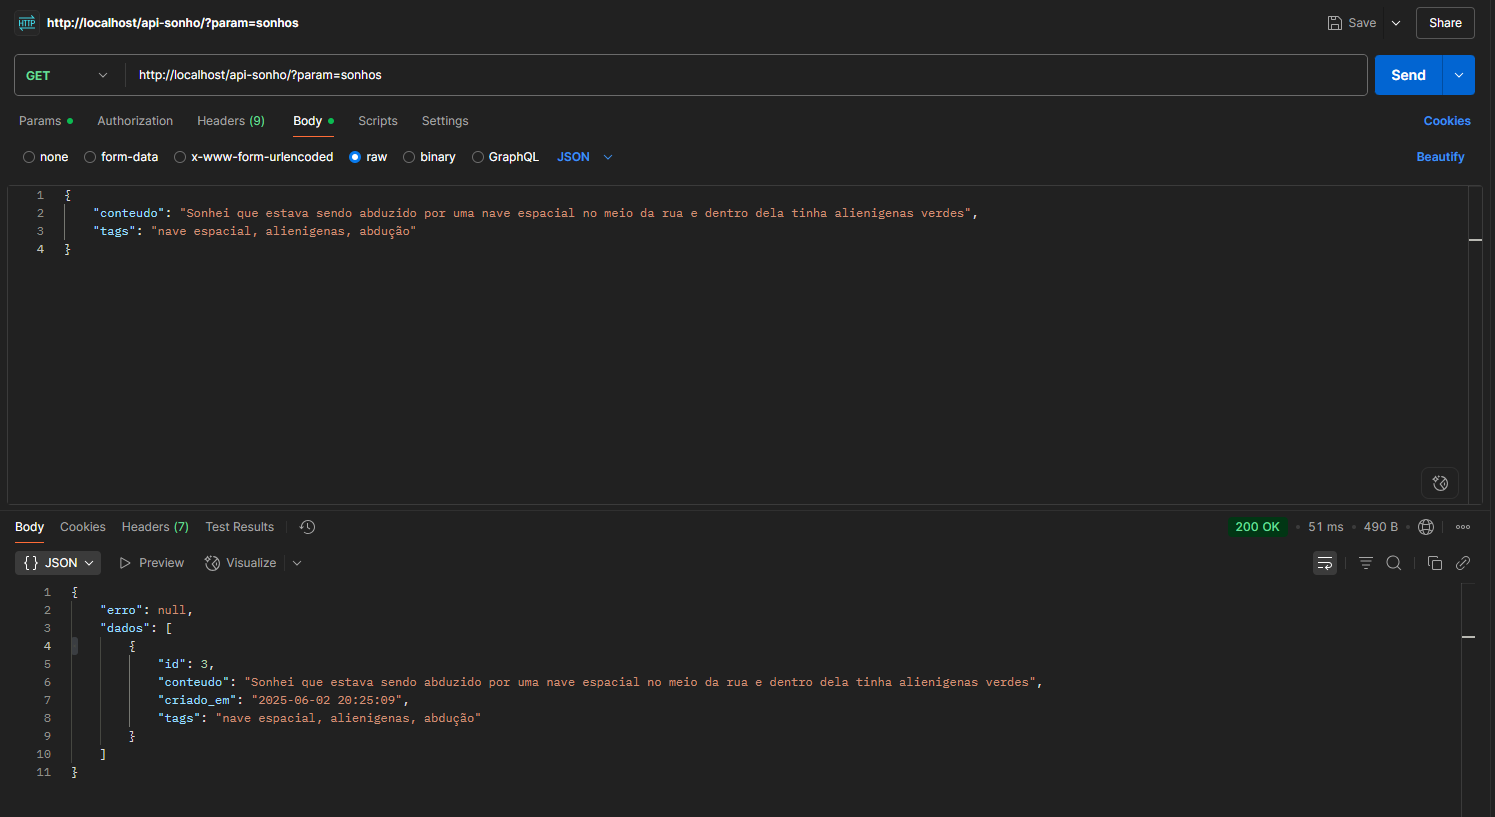 HTTP http://localhost/api-sonho/?param=sonhos Save Share
GET http://localhost/api-sonho/?param=sonhos Send
Params Authorization Headers (9) Body Scripts Settings Cookies
none form-data x-www-form-urlencoded raw binary GraphQL JSON Beautify
1 {
2 "conteudo": "Sonhei que estava sendo abduzido por uma nave espacial no meio da rua e dentro dela tinha alienigenas verdes",
3 "tags": "nave espacial, alienigenas, abdução"
4 }
Body Cookies Headers (7) Test Results 200 OK • 51 ms • 490 B •
{} JSON Preview Visualize
1 {
2 "erro": null,
3 "dados": [
4 {
5 "id": 3,
6 "conteudo": "Sonhei que estava sendo abduzido por uma nave espacial no meio da rua e dentro dela tinha alienigenas verdes",
7 "criado_em": "2025-06-02 20:25:09",
8 "tags": "nave espacial, alienigenas, abdução"
9 }
10 ]
11 }